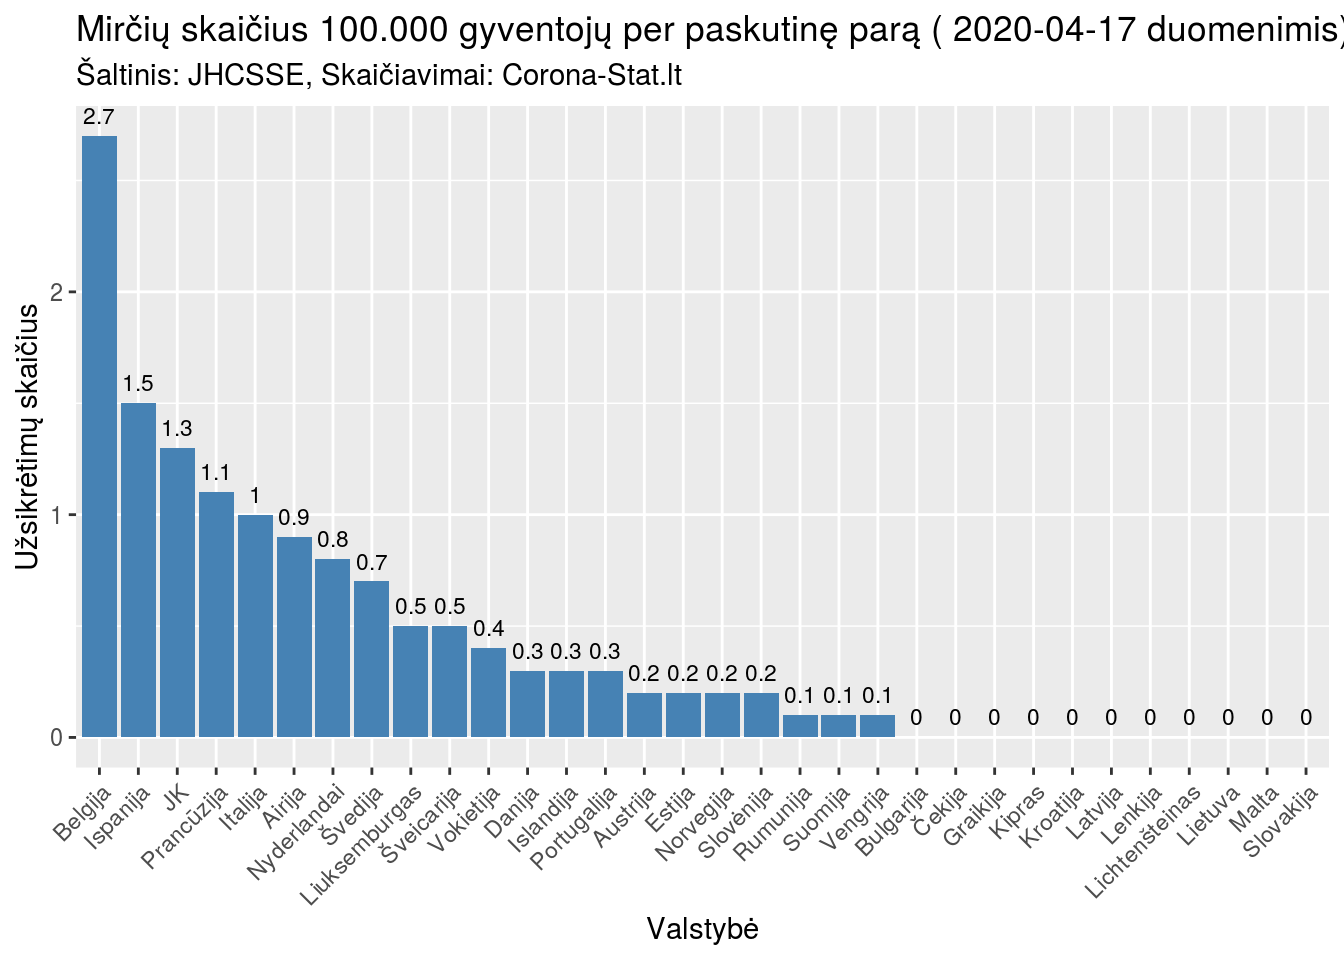 Mirčių skaičius 100.000 gyventojų per paskutinę parą ( 2020-04-17 duomenimis)
Šaltinis: JHCSSE, Skaičiavimai: Corona-Stat.lt
Užsikrėtimų skaičius
2
1
0
2.7
1.5
1.3
1.1
1
0.9
0.8
0.7
0.5
0.5
0.4
0.3
0.3
0.3
0.2
0.2
0.2
0.2
0.1
0.1
0.1
0
0
0
0
0
0
0
0
0
0
0
Belgija
Ispanija
JK
Prancūzija
Italija
Airija
Nyderlandai
Švedija
Liuksemburgas
Šveicarija
Vokietija
Danija
Islandija
Portugalija
Austrija
Estija
Norvegija
Slovėnija
Rumunija
Suomija
Vengrija
Bulgarija
Čekija
Graikija
Kipras
Kroatija
Latvija
Lenkija
Lichtenšteinas
Lietuva
Malta
Slovakija
Valstybė